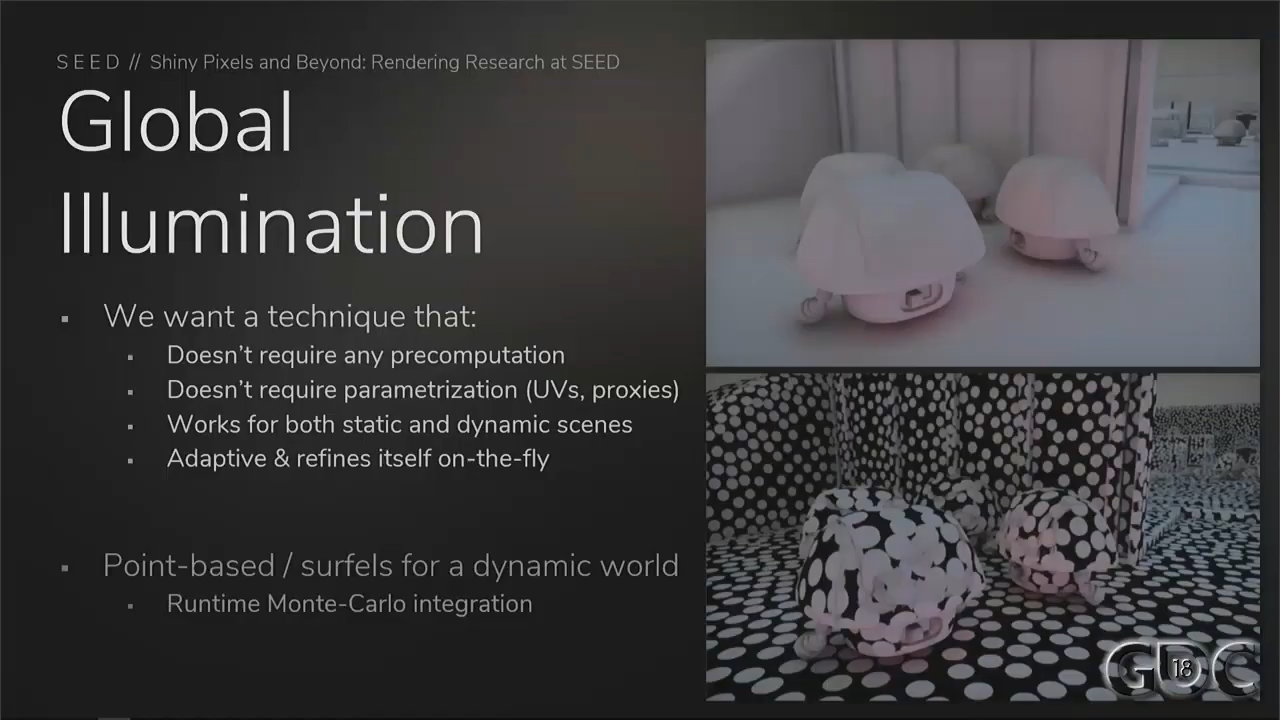 SEED // Shiny Pixels and Beyond: Rendering Research at SEED
Global
Illumination
▪ We want a technique that:
▪ Doesn’t require any precomputation
▪ Doesn’t require parametrization (UVs, proxies)
▪ Works for both static and dynamic scenes
▪ Adaptive & refines itself on-the-fly
▪ Point-based / surfels for a dynamic world
▪ Runtime Monte-Carlo integration
GDC
18